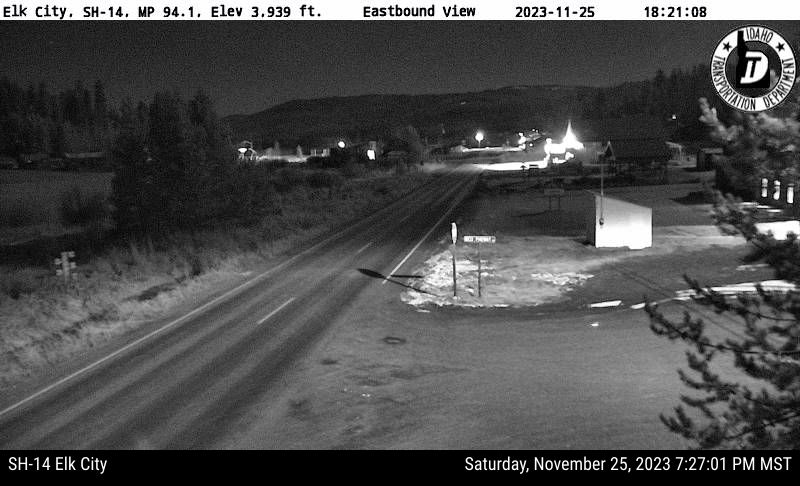 Elk City, SH-14, MP 94.1, Elev 3,939 ft. Eastbound View 2023-11-25 18:21:08
IDAHO
TRANSPORTATION DEPARTMENT
SH-14 Elk City
Saturday, November 25, 2023 7:27:01 PM MST